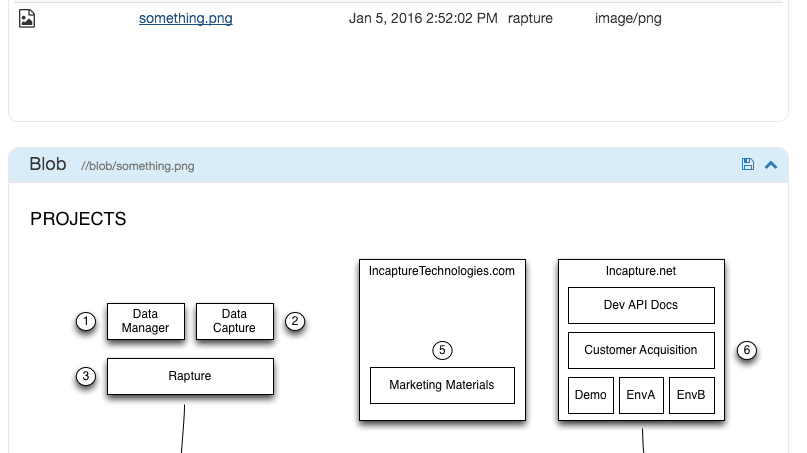 something.png Jan 5, 2016 2:52:02 PM rapture image/png
Blob //blob/something.png
PROJECTS
IncaptureTechnologies.com
Incapture.net
Dev API Docs
1
Data
Manager
Data
Capture
2
5
Customer Acquisition
6
3
Rapture
Marketing Materials
Demo
EnvA
EnvB